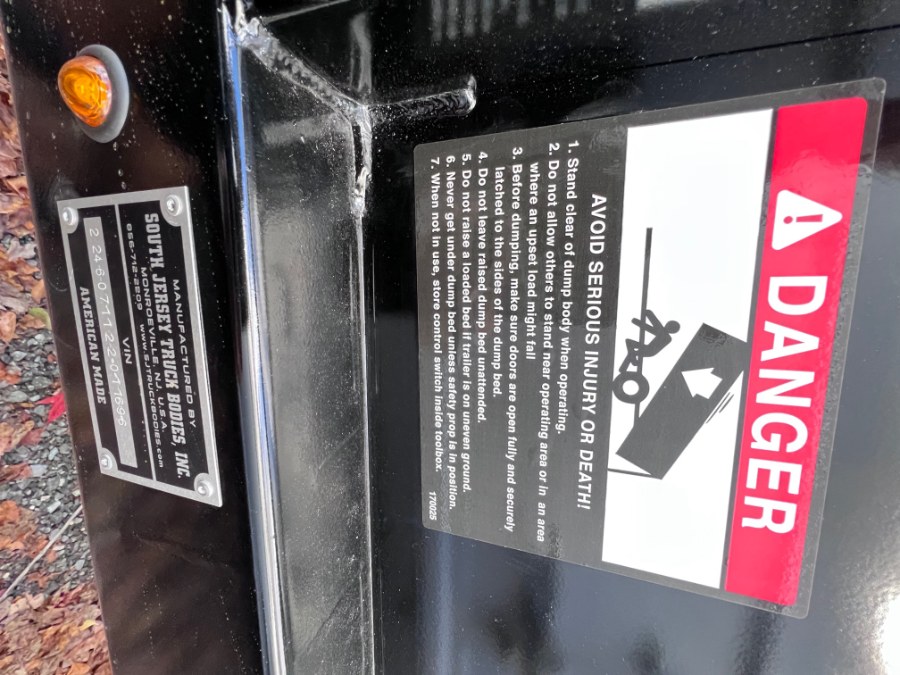 DANGER
AVOID SERIOUS INJURY OR DEATH!
1. Stand clear of dump body when operating.
2. Do not allow others to stand near operating area or in an area
where an upset load might fall
3. Before dumping, make sure doors are open fully and securely
latched to the sides of the dump bed.
4. Do not leave raised dump bed unattended.
5. Do not raise a loaded bed if trailer is on uneven ground.
6. Never get under dump bed unless safety prop is in position.
7. When not in use, store control switch inside toolbox.
170025
MANUFACTURED BY
SOUTH JERSEY TRUCK BODIES, INC.
MONROEVILLE, N.J. U.S.A.
856-712-2505 www.SJTRUCKBODIES.com
VIN
AMERICAN MADE